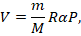 V = m/M RαP,